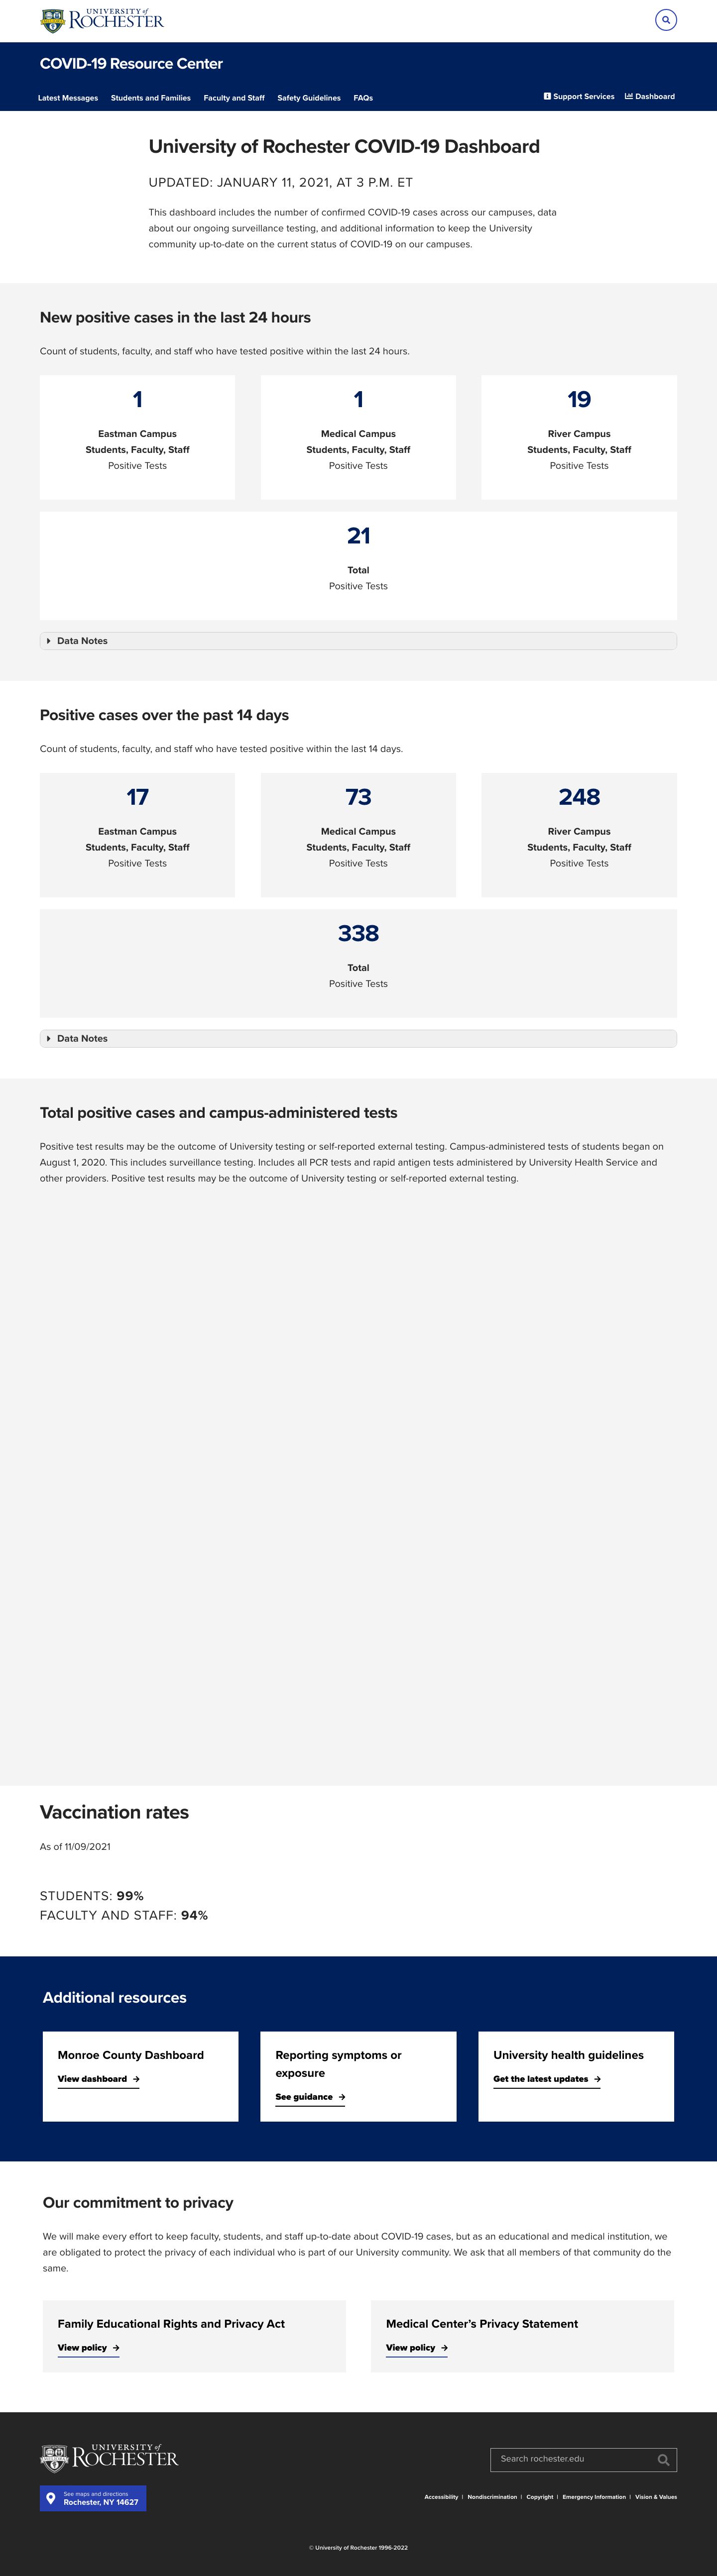 UNIVERSITY of
ROCHESTER
COVID-19 Resource Center
Latest Messages Students and Families Faculty and Staff Safety Guidelines FAQs Support Services Dashboard
University of Rochester COVID-19 Dashboard
UPDATED: JANUARY 11, 2021, AT 3 P.M. ET
This dashboard includes the number of confirmed COVID-19 cases across our campuses, data
about our ongoing surveillance testing, and additional information to keep the University
community up-to-date on the current status of COVID-19 on our campuses.
New positive cases in the last 24 hours
Count of students, faculty, and staff who have tested positive within the last 24 hours.
1
Eastman Campus
Students, Faculty, Staff
Positive Tests
1
Medical Campus
Students, Faculty, Staff
Positive Tests
19
River Campus
Students, Faculty, Staff
Positive Tests
21
Total
Positive Tests
Data Notes
Positive cases over the past 14 days
Count of students, faculty, and staff who have tested positive within the last 14 days.
17
Eastman Campus
Students, Faculty, Staff
Positive Tests
73
Medical Campus
Students, Faculty, Staff
Positive Tests
248
River Campus
Students, Faculty, Staff
Positive Tests
338
Total
Positive Tests
Data Notes
Total positive cases and campus-administered tests
Positive test results may be the outcome of University testing or self-reported external testing. Campus-administered tests of students began on
August 1, 2020. This includes surveillance testing. Includes all PCR tests and rapid antigen tests administered by University Health Service and
other providers. Positive test results may be the outcome of University testing or self-reported external testing.
Vaccination rates
As of 11/09/2021
STUDENTS: 99%
FACULTY AND STAFF: 94%
Additional resources
Monroe County Dashboard
View dashboard →
Reporting symptoms or
exposure
See guidance →
University health guidelines
Get the latest updates →
Our commitment to privacy
We will make every effort to keep faculty, students, and staff up-to-date about COVID-19 cases, but as an educational and medical institution, we
are obligated to protect the privacy of each individual who is part of our University community. We ask that all members of that community do the
same.
Family Educational Rights and Privacy Act
View policy →
Medical Center's Privacy Statement
View policy →
UNIVERSITY of
ROCHESTER
Search rochester.edu
See maps and directions
Rochester, NY 14627
Accessibility | Nondiscrimination | Copyright | Emergency Information | Vision & Values
© University of Rochester 1996-2022